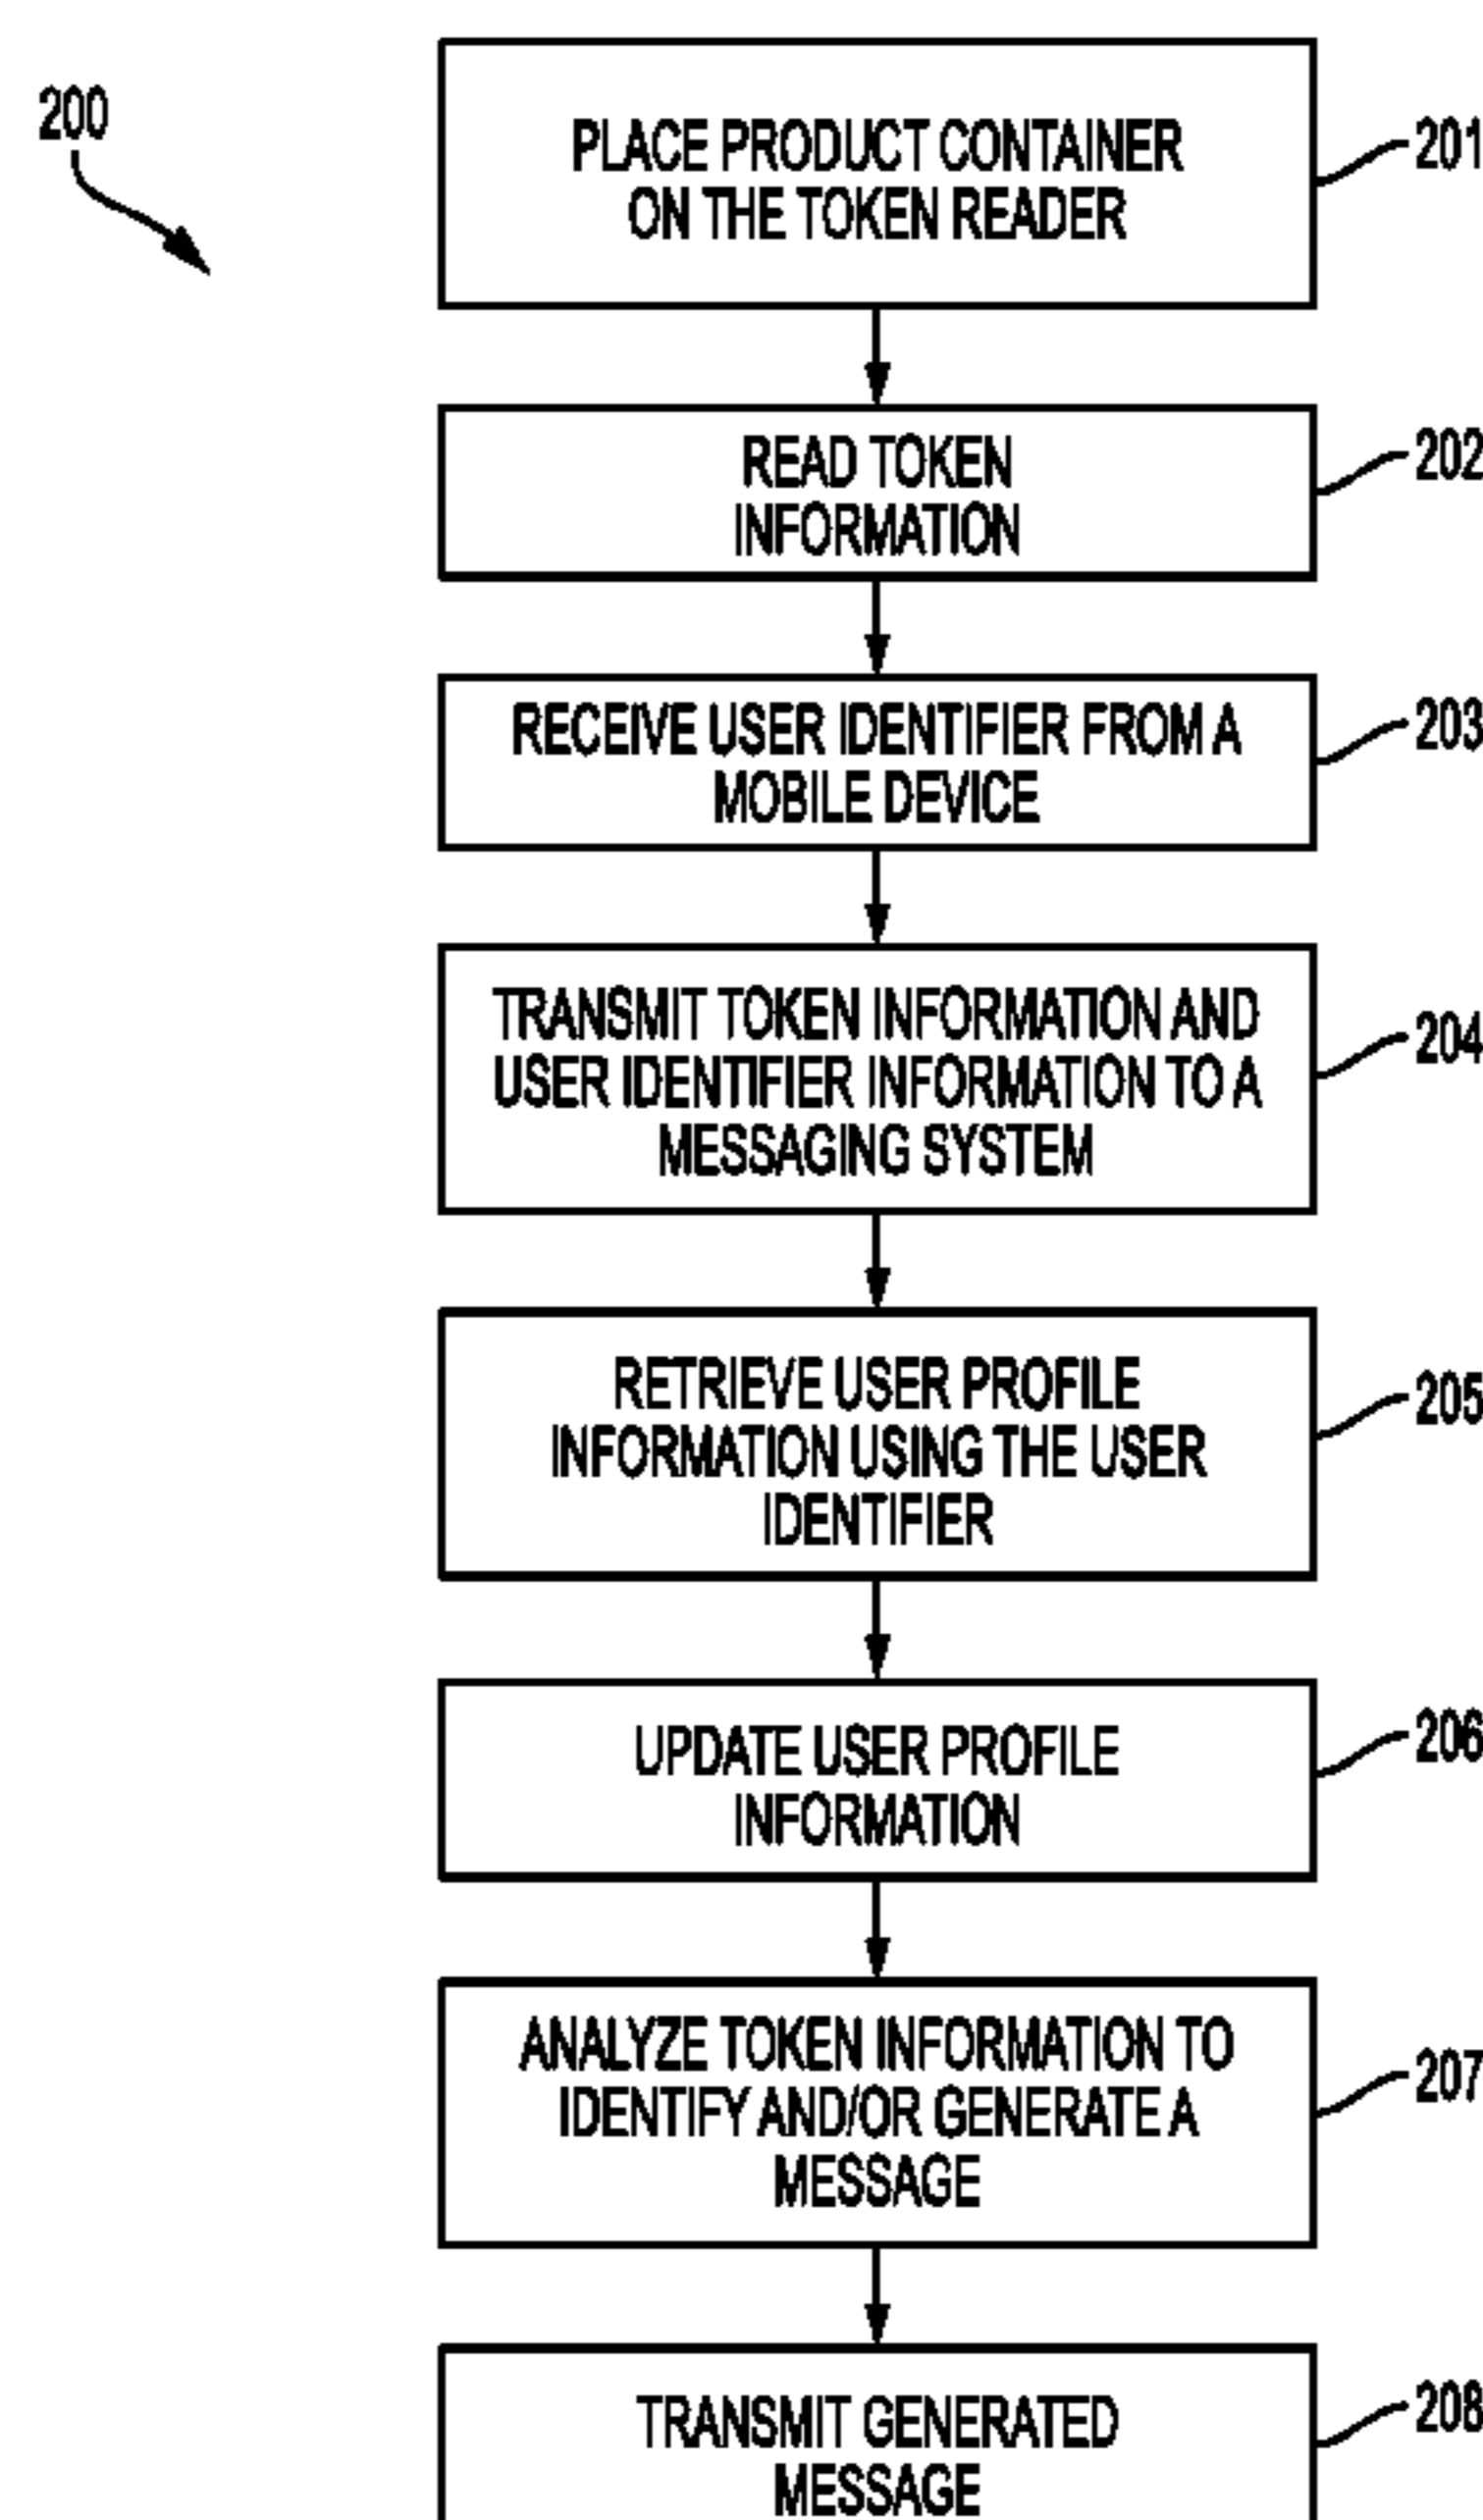 200
PLACE PRODUCT CONTAINER
ON THE TOKEN READER
201
READ TOKEN
INFORMATION
202
RECEIVE USER IDENTIFIER FROM A
MOBILE DEVICE
203
TRANSMIT TOKEN INFORMATION AND
USER IDENTIFIER INFORMATION TO A
MESSAGING SYSTEM
204
RETRIEVE USER PROFILE
INFORMATION USING THE USER
IDENTIFIER
205
UPDATE USER PROFILE
INFORMATION
206
ANALYZE TOKEN INFORMATION TO
IDENTIFY AND/OR GENERATE A
MESSAGE
207
TRANSMIT GENERATED
MESSAGE
208